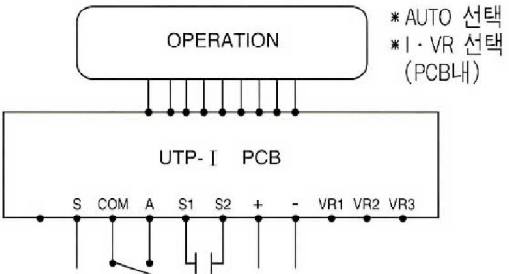 OPERATION
* AUTO 선택
* I · VR 선택
(PCB내)
UTP-Ⅰ PCB
S COM A S1 S2 + - VR1 VR2 VR3